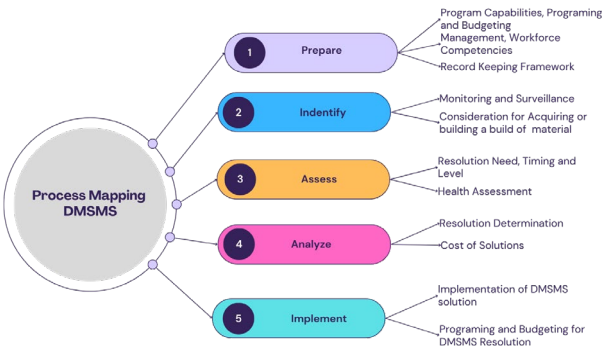 Process Mapping
DMSMS
1
Prepare
Program Capabilities, Programing
and Budgeting
Management, Workforce
Competencies
Record Keeping Framework
2
Indentify
Monitoring and Surveillance
Consideration for Acquiring or
building a build of material
3
Assess
Resolution Need, Timing and
Level
Health Assessment
4
Analyze
Resolution Determination
Cost of Solutions
5
Implement
Implementation of DMSMS
solution
Programing and Budgeting for
DMSMS Resolution